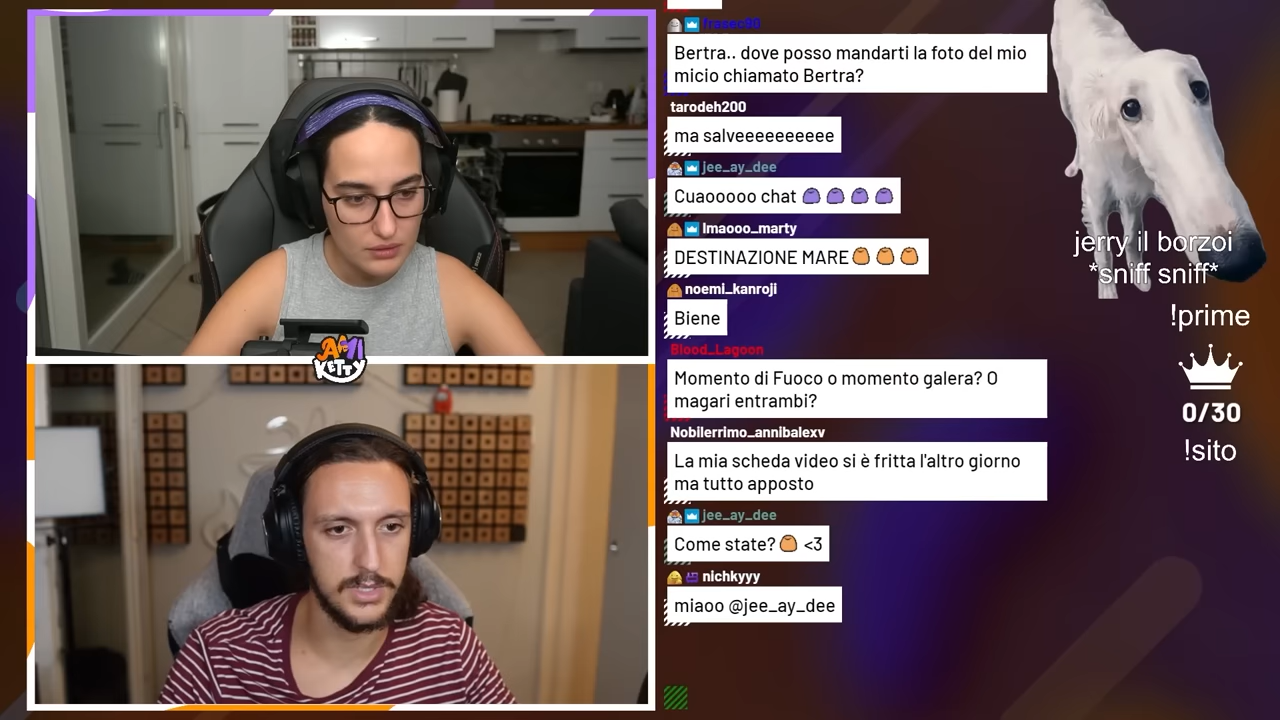 AMI
KETTY
fraseo90
Bertra.. dove posso mandarti la foto del mio
micio chiamato Bertra?
tarodeh200
ma salveeeeeeeeee
jee_ay_dee
Cuaooooo chat
lmaooo_marty
DESTINAZIONE MARE
noemi_kanroji
Biene
Blood_Lagoon
Momento di Fuoco o momento galera? O
magari entrambi?
Nobilerrimo_annibalexv
La mia scheda video si è fritta l'altro giorno
ma tutto apposto
jee_ay_dee
Come state? <3
nichkyyy
miaoo @jee_ay_dee
jerry il borzoi
*sniff sniff*
!prime
0/30
!sito